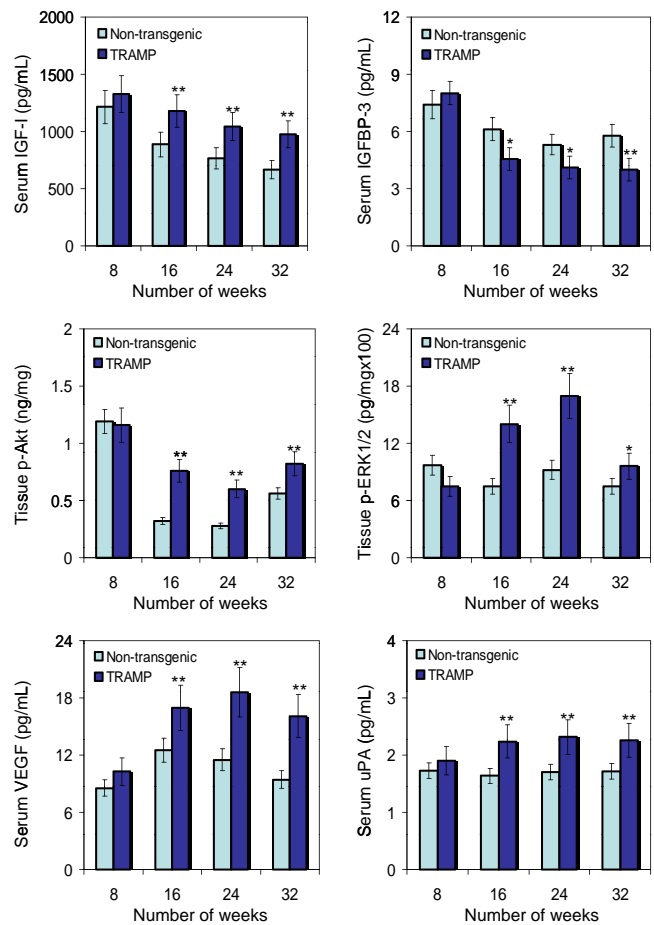 2000
1500
1000
500
0
Serum IGF-I (pg/mL)
Non-transgenic
TRAMP
**
**
**
8 16 24 32
Number of weeks
12
9
6
3
0
Serum IGFBP-3 (pg/mL)
Non-transgenic
TRAMP
*
*
**
8 16 24 32
Number of weeks
2
1.5
1
0.5
0
Tissue p-Akt (ng/mg)
Non-transgenic
TRAMP
**
**
**
8 16 24 32
Number of weeks
24
18
12
6
0
Tissue p-ERK1/2 (pg/mgx100)
Non-transgenic
TRAMP
**
**
*
8 16 24 32
Number of weeks
24
18
12
6
0
Serum VEGF (pg/mL)
Non-transgenic
TRAMP
**
**
**
8 16 24 32
Number of weeks
4
3
2
1
0
Serum uPA (pg/mL)
Non-transgenic
TRAMP
**
**
**
8 16 24 32
Number of weeks